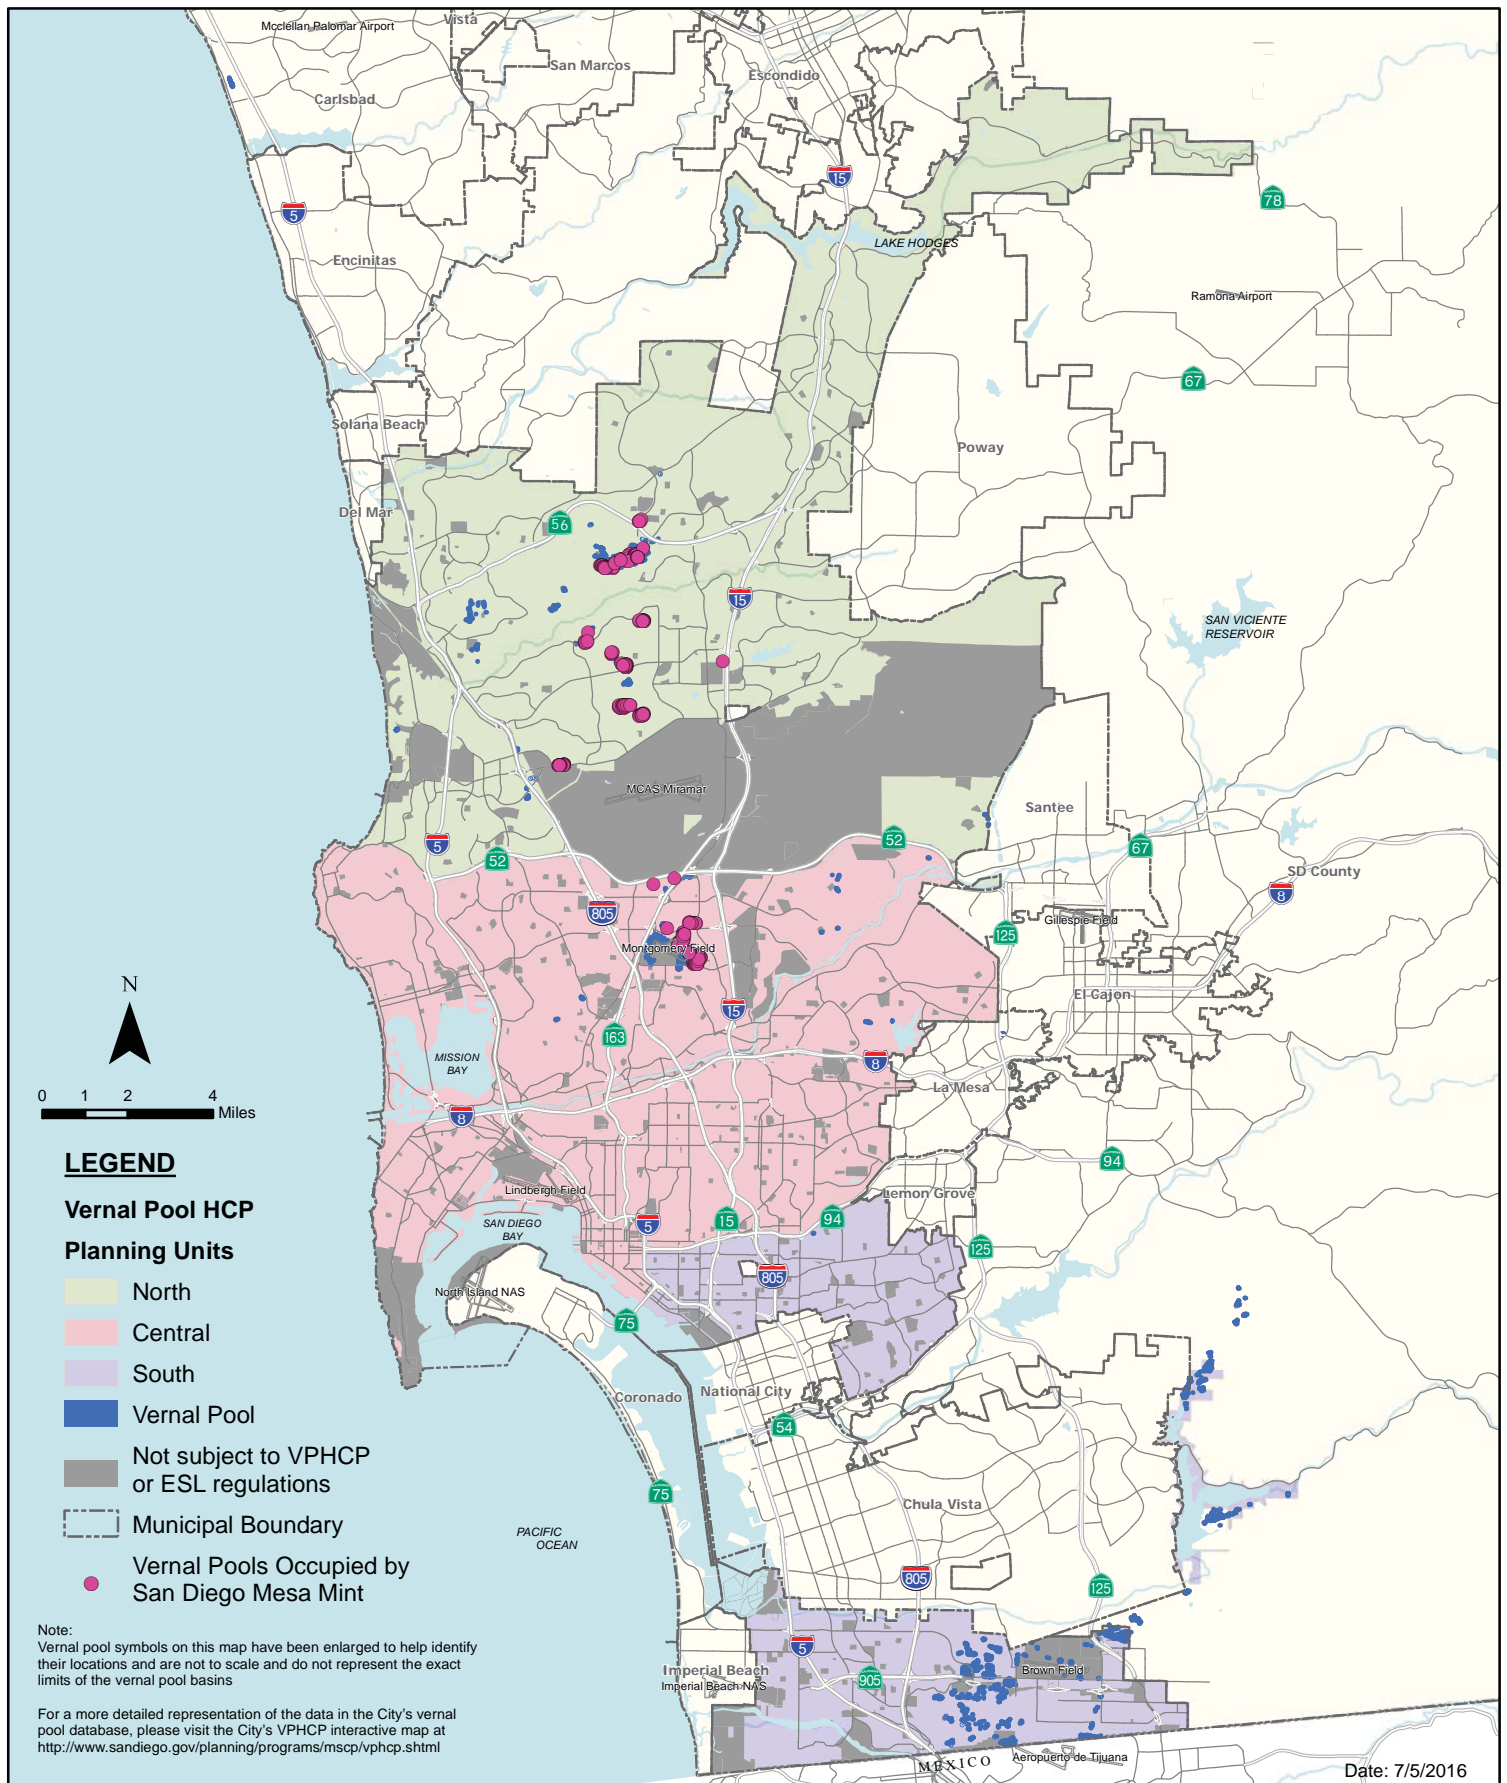 Mcclellan Palomar Airport
Vista
San Marcos
Escondido
Carlsbad
15
78
5
LAKE HODGES
Encinitas
Ramona Airport
67
Solana Beach
Poway
Del Mar
56
15
SAN VICIENTE
RESERVOIR
MCAS Miramar
Santee
5
52
52
67
SD County
8
805
Gillespie Field
125
Montgomery Field
El Cajon
N
15
163
MISSION
BAY
8
La Mesa
0 1 2 4
Miles
8
94
LEGEND
Vernal Pool HCP
Planning Units
North
Central
South
Vernal Pool
Not subject to VPHCP
or ESL regulations
Municipal Boundary
Vernal Pools Occupied by
San Diego Mesa Mint
Lindbergh Field
Lemon Grove
SAN DIEGO
BAY
5
15
94
125
805
North Island NAS
75
Coronado
National City
54
75
Chula Vista
PACIFIC
OCEAN
805
125
5
Imperial Beach
Imperial Beach NAS
905
Brown Field
MEXICO
Aeropuerto de Tijuana
Note:
Vernal pool symbols on this map have been enlarged to help identify
their locations and are not to scale and do not represent the exact
limits of the vernal pool basins
For a more detailed representation of the data in the City's vernal
pool database, please visit the City's VPHCP interactive map at
http://www.sandiego.gov/planning/programs/mscp/vphcp.shtml
Date: 7/5/2016